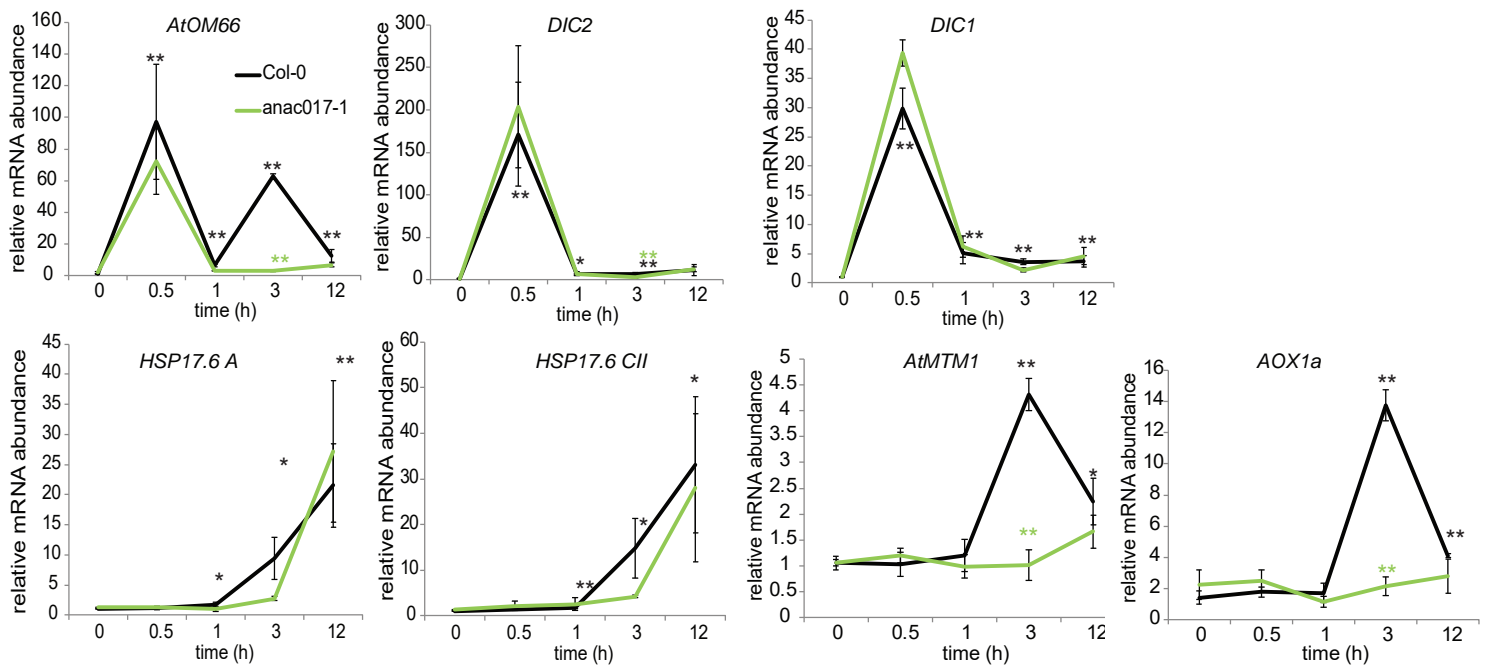 AtOM66
relative mRNA abundance
160
140
120
100
80
60
40
20
0
**
**
**
**
**
Col-0
anac017-1
0 0.5 1 3 12
time (h)
DIC2
relative mRNA abundance
300
250
200
150
100
50
0
**
*
**
**
0 0.5 1 3 12
time (h)
DIC1
relative mRNA abundance
45
40
35
30
25
20
15
10
5
0
**
**
**
**
0 0.5 1 3 12
time (h)
HSP17.6 A
relative mRNA abundance
45
40
35
30
25
20
15
10
5
0
*
*
**
0 0.5 1 3 12
time (h)
HSP17.6 CII
relative mRNA abundance
60
50
40
30
20
10
0
**
*
*
0 0.5 1 3 12
time (h)
AtMTM1
relative mRNA abundance
5
4.5
4
3.5
3
2.5
2
1.5
1
0.5
0
**
**
*
0 0.5 1 3 12
time (h)
AOX1a
relative mRNA abundance
16
14
12
10
8
6
4
2
0
**
**
**
0 0.5 1 3 12
time (h)